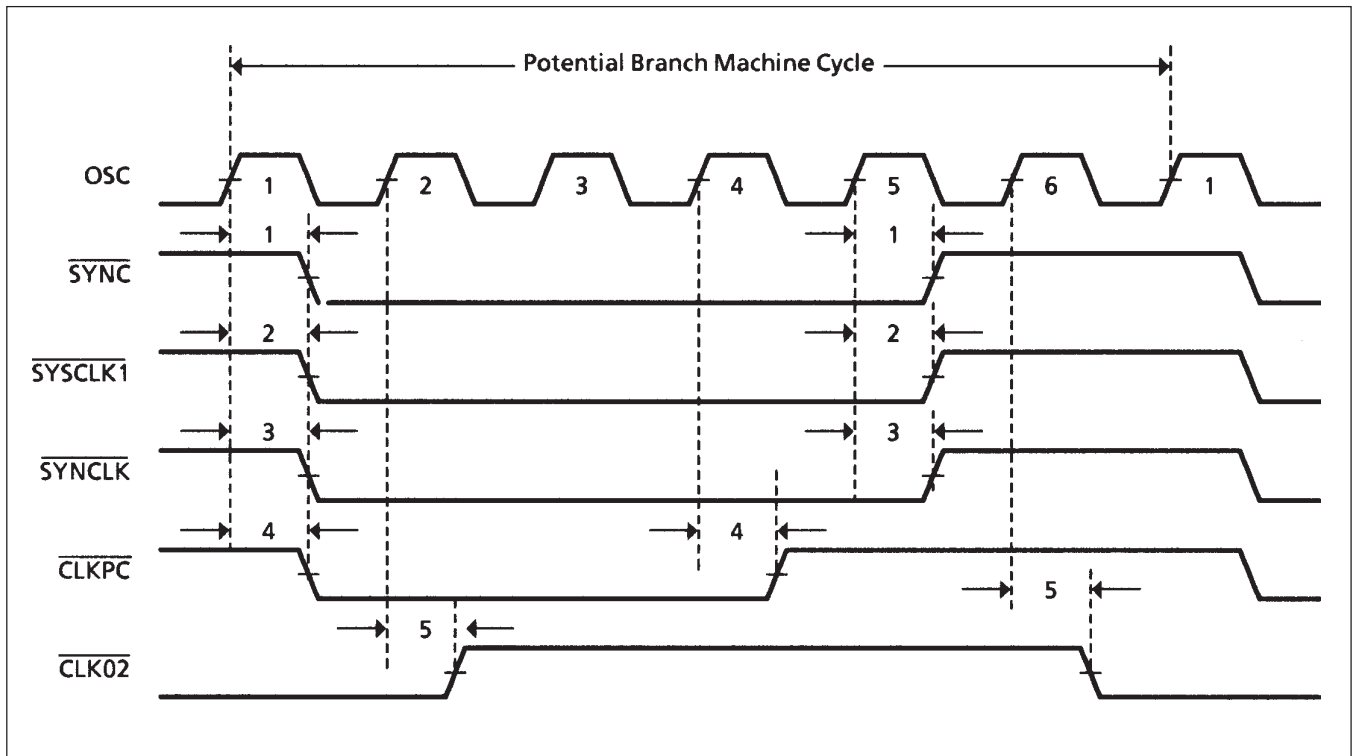 Potential Branch Machine Cycle
OSC 1 2 3 4 5 6 1
1 1
SYNC
2 2
SYSCLK1
3 3
SYNCLK
4 4
CLKPC
5
5
CLK02